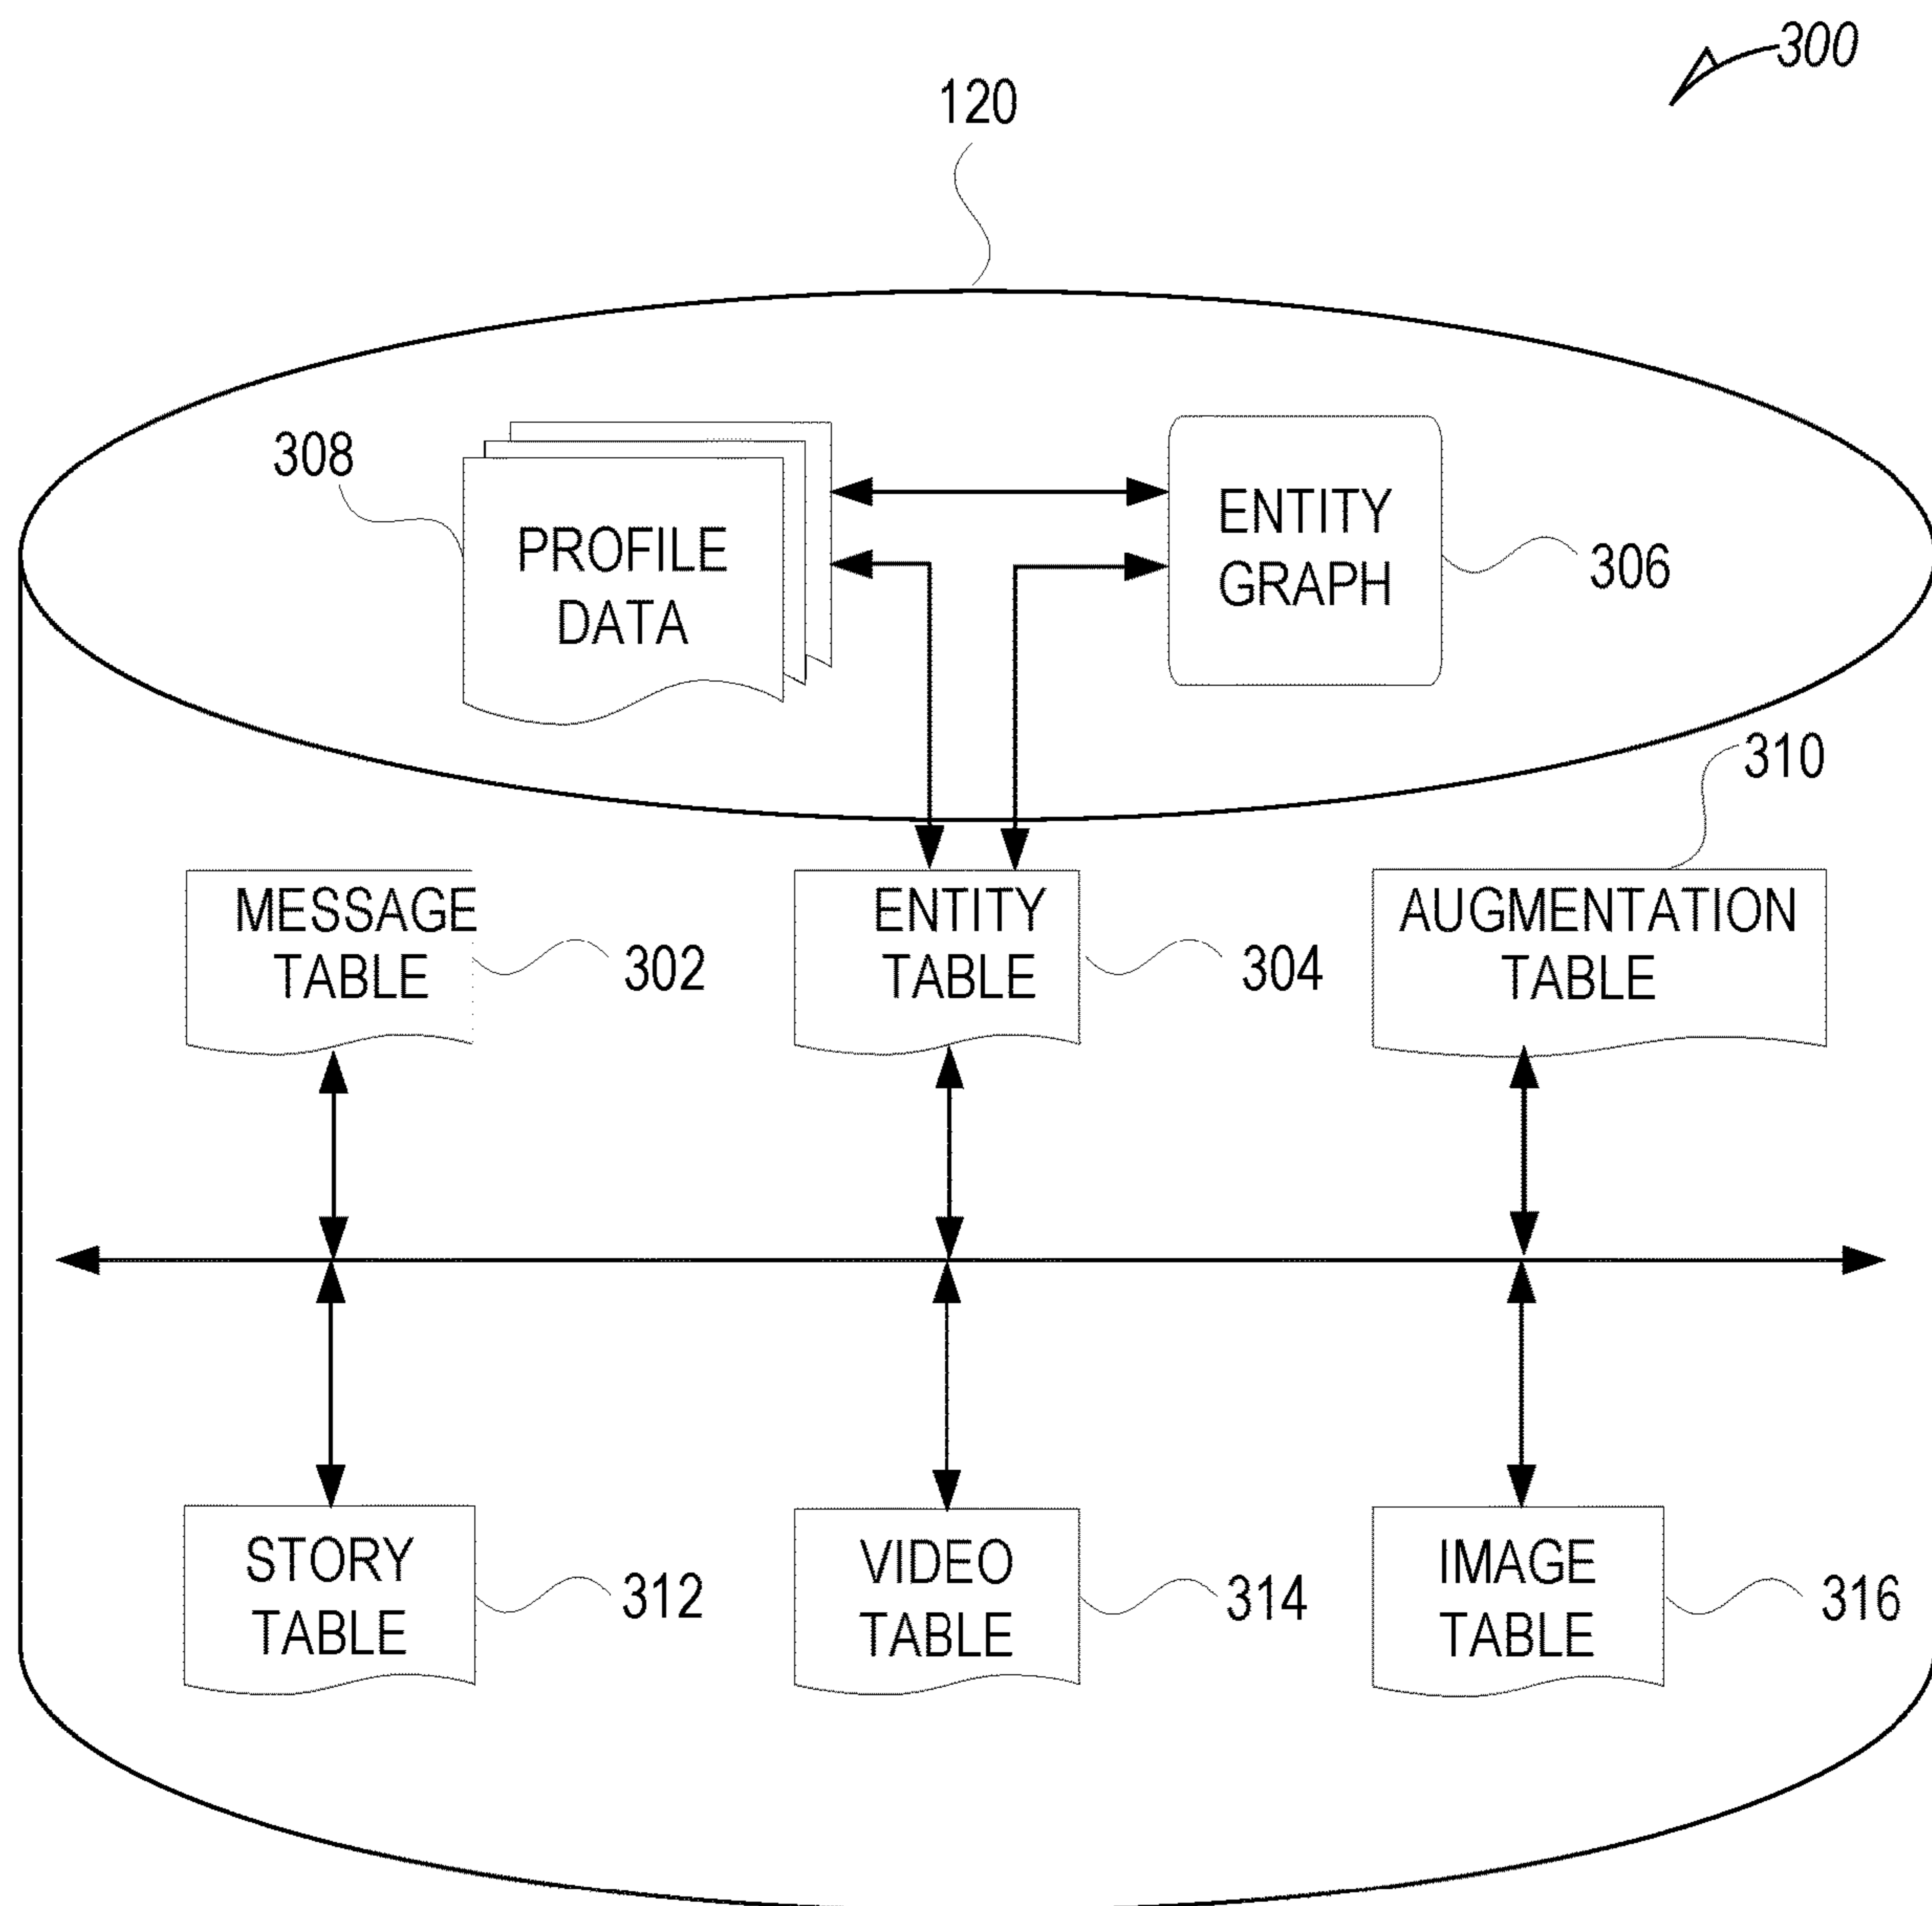 300
120
308
PROFILE
DATA
ENTITY
GRAPH
306
310
MESSAGE
TABLE
302
ENTITY
TABLE
304
AUGMENTATION
TABLE
STORY
TABLE
312
VIDEO
TABLE
314
IMAGE
TABLE
316